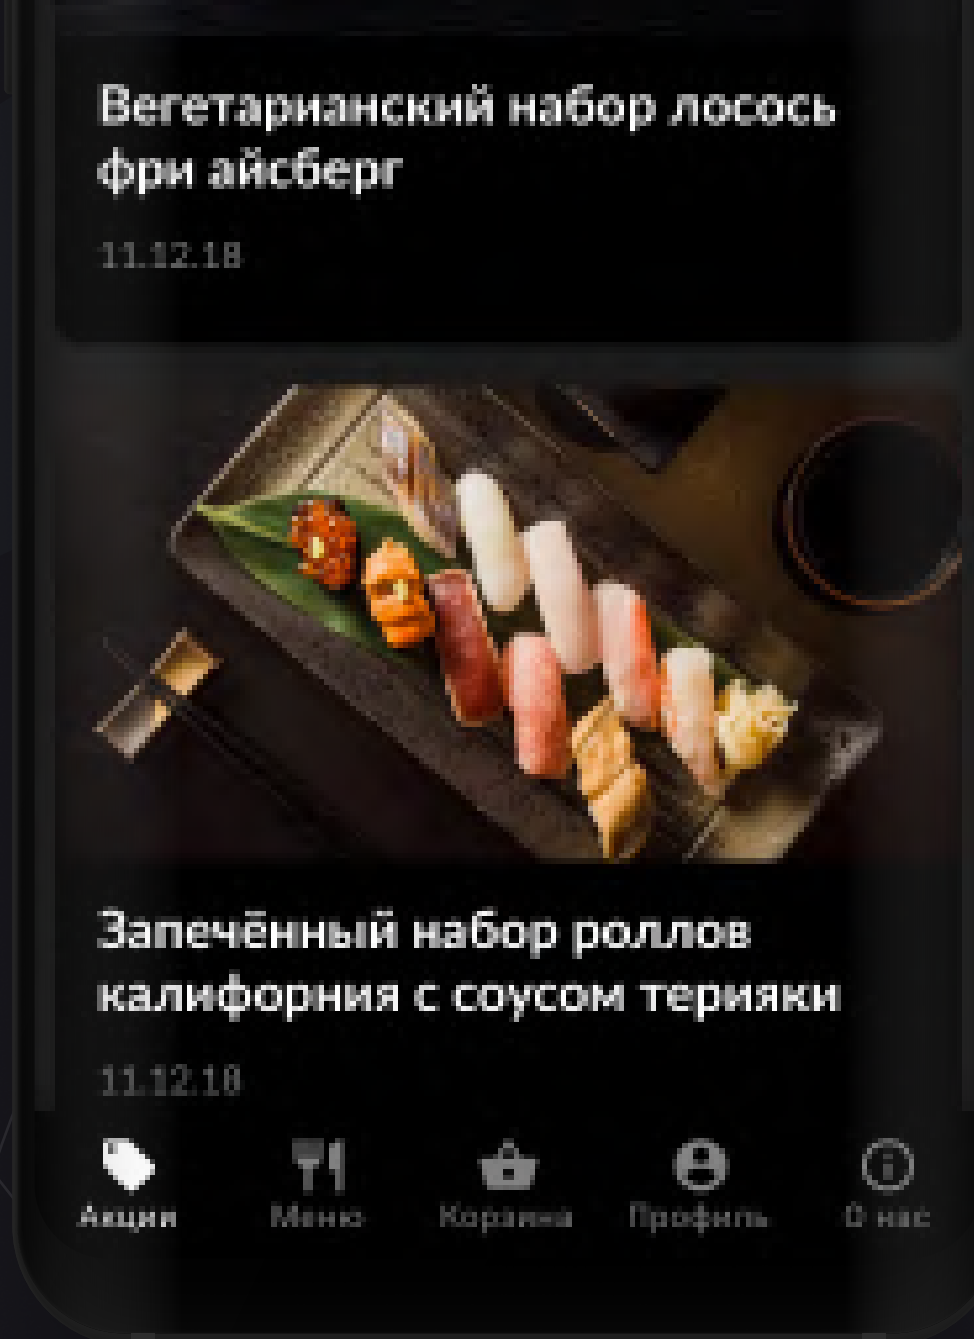 Вегетарианский набор лосось
фри айсберг
11.12.18
Запечённый набор роллов
калифорния с соусом терияки
11.12.18
Акции Меню Корзина Профиль О нас